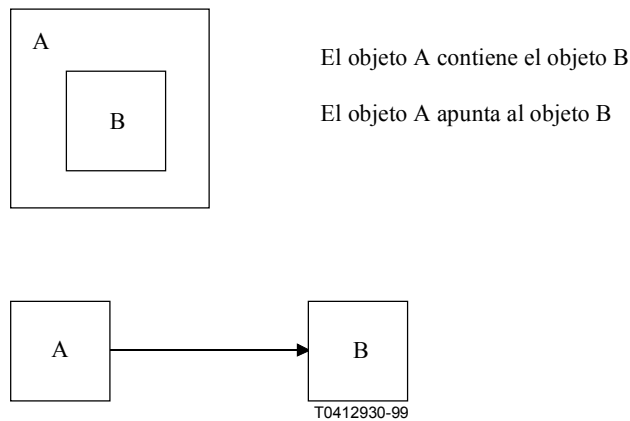 A
El objeto A contiene el objeto B
El objeto A apunta al objeto B
B
A
B
T0412930-99